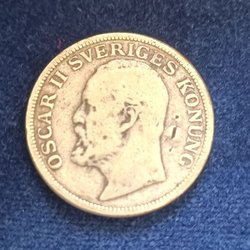 OSCAR II SVERIGES KONUNG